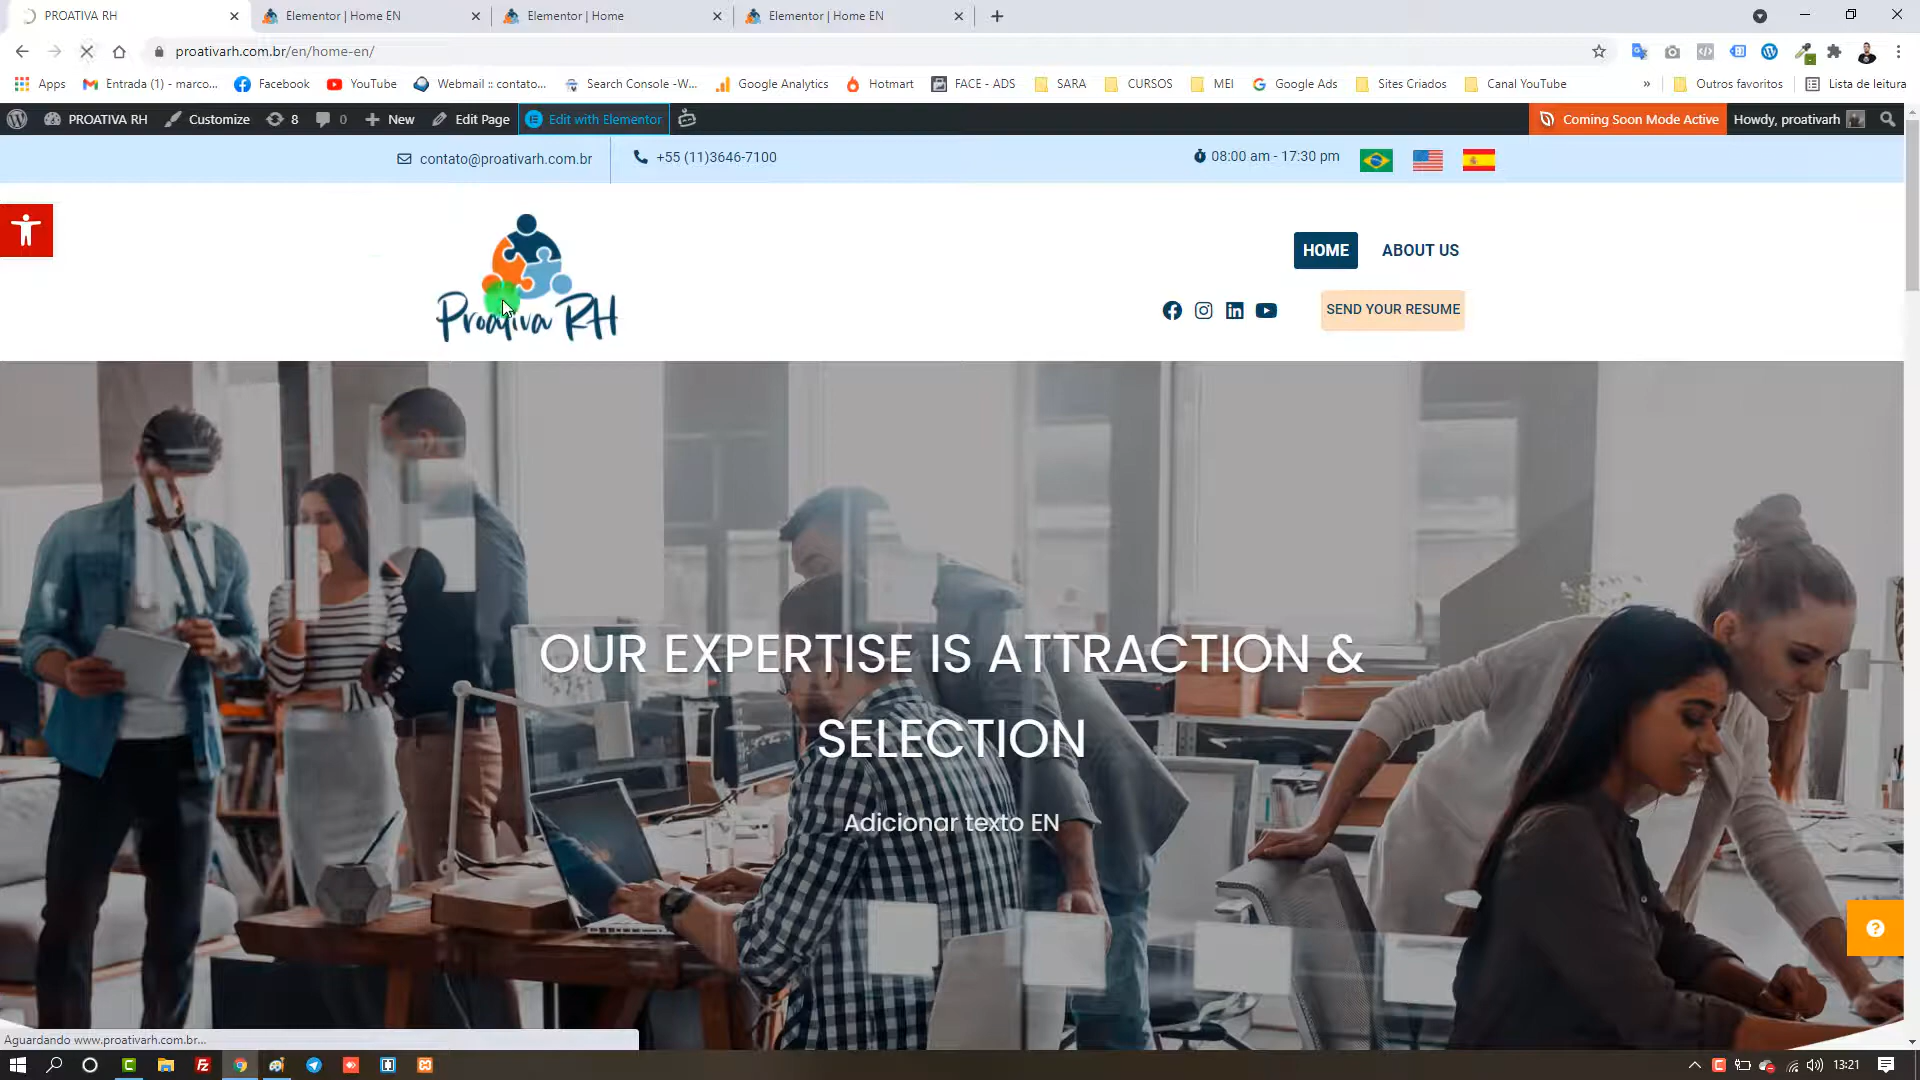 PROATIVA RH
Elementor | Home EN
Elementor | Home
Elementor | Home EN
proativarh.com.br/en/home-en/
Apps
Entrada (1) - marco...
Facebook
YouTube
Webmail :: contato...
Search Console -W...
Google Analytics
Hotmart
FACE - ADS
SARA
CURSOS
MEI
Google Ads
Sites Criados
Canal YouTube
»
Outros favoritos
Lista de leitura
PROATIVA RH
Customize
8
0
New
Edit Page
Edit with Elementor
Coming Soon Mode Active
Howdy, proativarh
contato@proativarh.com.br
+55 (11)3646-7100
08:00 am - 17:30 pm
Proativa RH
HOME
ABOUT US
SEND YOUR RESUME
OUR EXPERTISE IS ATTRACTION &
SELECTION
Adicionar texto EN
Aguardando www.proativarh.com.br...
13:21